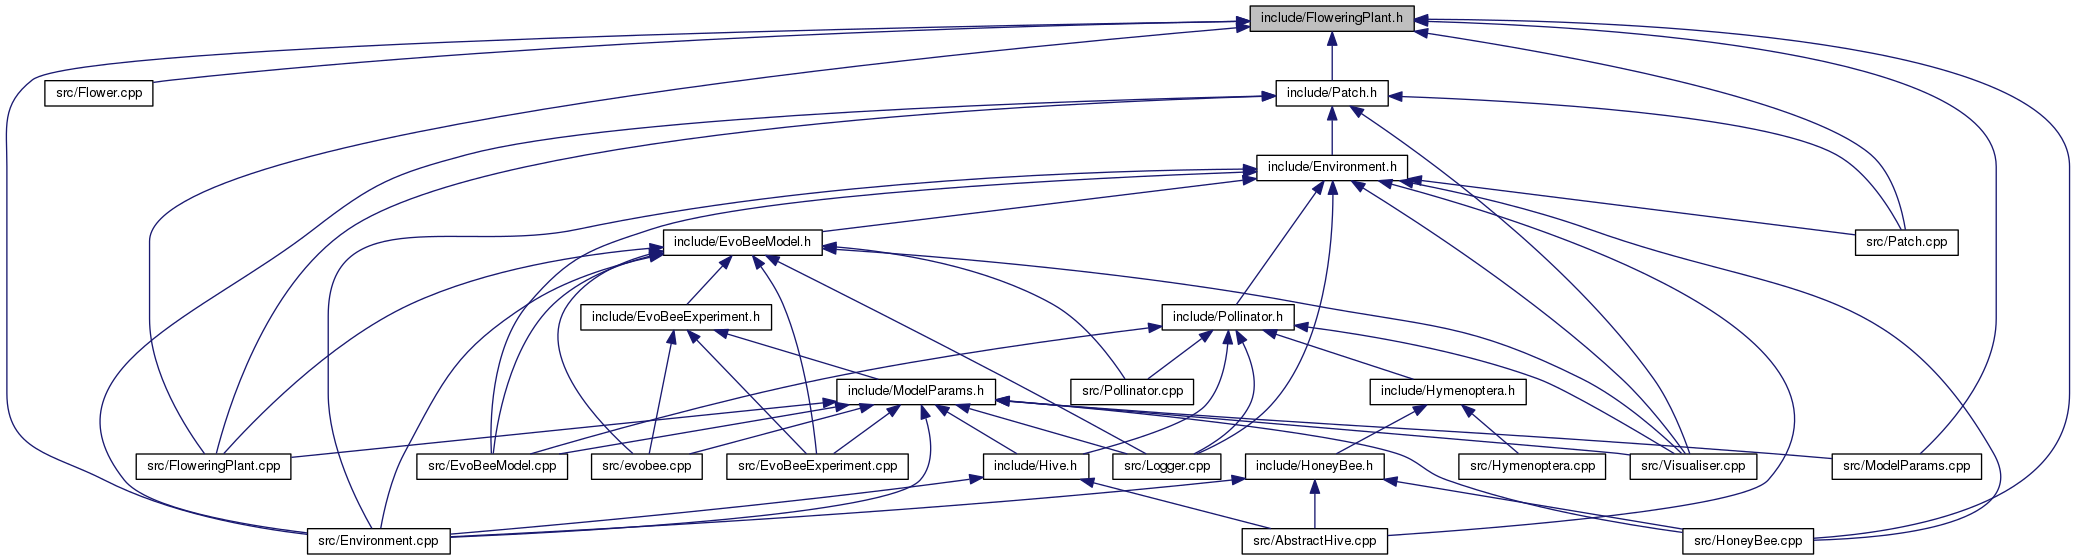 include/FloweringPlant.h
src/Flower.cpp
include/Patch.h
include/Environment.h
include/EvoBeeModel.h
src/Patch.cpp
include/EvoBeeExperiment.h
include/Pollinator.h
include/ModelParams.h
src/Pollinator.cpp
include/Hymenoptera.h
src/FloweringPlant.cpp
src/EvoBeeModel.cpp
src/evobee.cpp
src/EvoBeeExperiment.cpp
include/Hive.h
src/Logger.cpp
include/HoneyBee.h
src/Hymenoptera.cpp
src/Visualiser.cpp
src/ModelParams.cpp
src/Environment.cpp
src/AbstractHive.cpp
src/HoneyBee.cpp